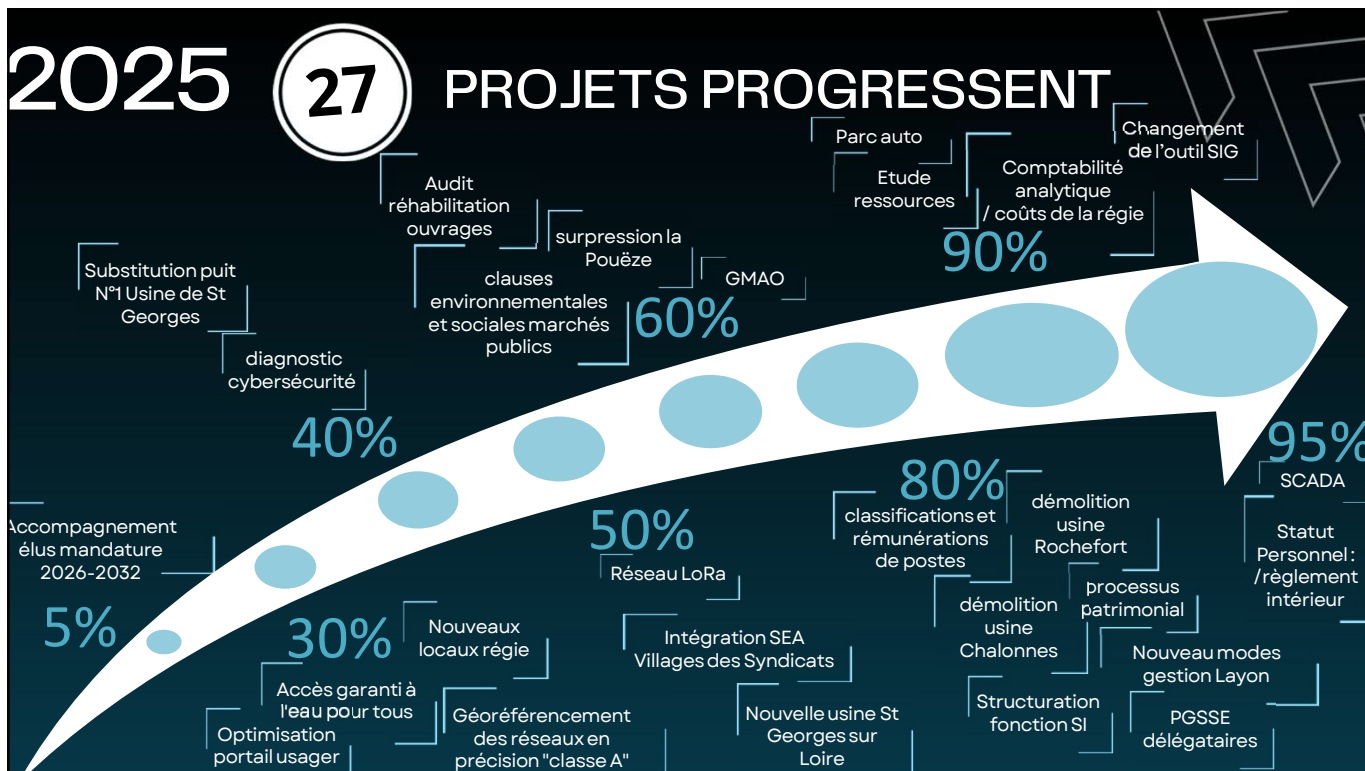 2025
27
PROJETS PROGRESSENT
Parc auto
Etude
ressources
Comptabilité
analytique
/ coûts de la régie
Changement
de l'outil SIG
90%
Audit
réhabilitation
ouvrages
surpression la
Pouëze
GMAO
clauses
environnementales
et sociales marchés
publics
60%
Substitution puit
N°1 Usine de St
Georges
diagnostic
cybersécurité
40%
Accompagnement
élus mandature
2026-2032
5%
30%
Accès garanti à
l'eau pour tous
Optimisation
portail usager
Nouveaux
locaux régie
Géoréférencement
des réseaux en
précision "classe A"
50%
Réseau LoRa
Intégration SEA
Villages des Syndicats
Nouvelle usine St
Georges sur
Loire
80%
classifications et
rémunérations
de postes
démolition
usine
Rochefort
démolition
usine
Chalonnes
processus
patrimonial
Structuration
fonction SI
Nouveau modes
gestion Layon
PGSSE
délégataires
95%
SCADA
Statut
Personnel :
/règlement
intérieur